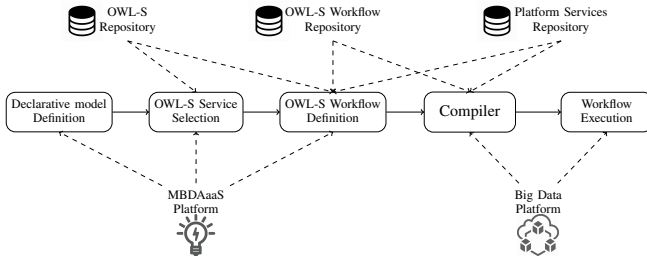 OWL-S
Repository
OWL-S Workflow
Repository
Platform Services
Repository
Declarative model
Definition
OWL-S Service
Selection
OWL-S Workflow
Definition
Compiler
Workflow
Execution
MBDAaaS
Platform
Big Data
Platform